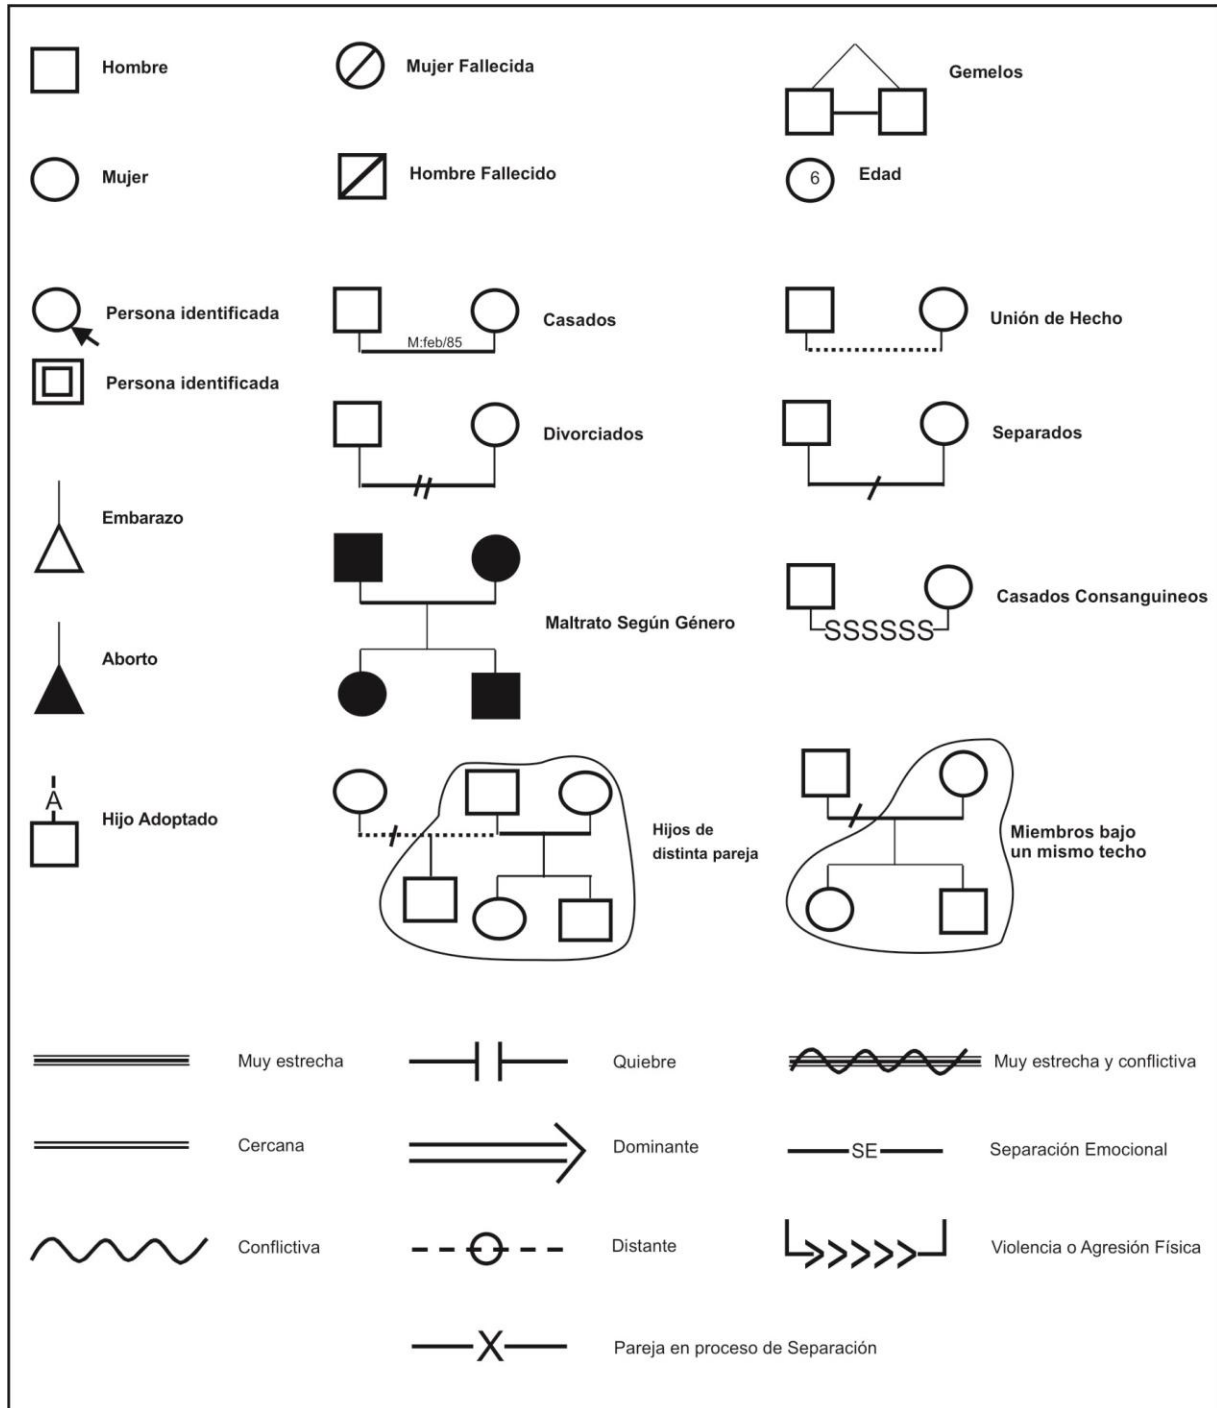 Hombre
Mujer Fallecida
Gemelos
Mujer
Hombre Fallecido
6
Edad
Persona identificada
M:feb/85
Casados
Unión de Hecho
Persona identificada
Divorciados
Separados
Embarazo
Maltrato Según Género
SSSSSS
Casados Consanguineos
Aborto
A
Hijo Adoptado
Hijos de
distinta pareja
Miembros bajo
un mismo techo
Muy estrecha
Quiebre
Muy estrecha y conflictiva
Cercana
Dominante
SE
Separación Emocional
Conflictiva
Distante
Violencia o Agresión Física
X
Pareja en proceso de Separación